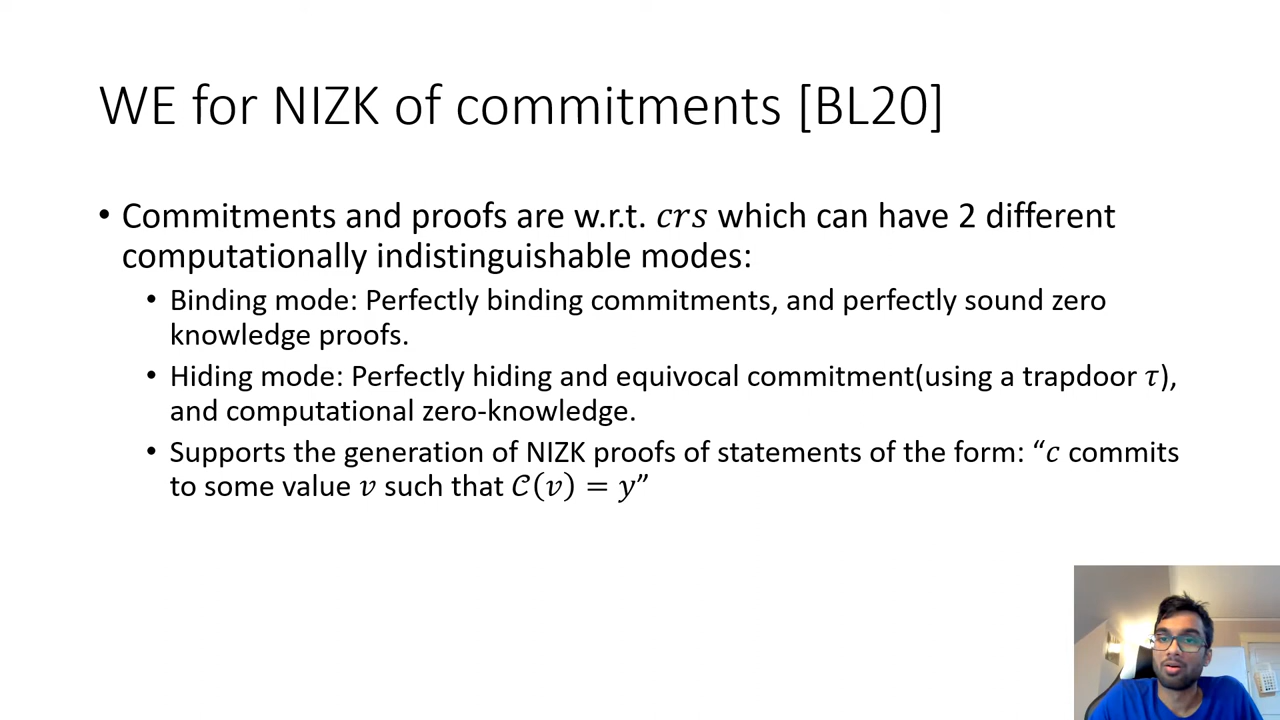 WE for NIZK of commitments [BL20]
• Commitments and proofs are w.r.t. 𝑐𝑟𝑠 which can have 2 different
computationally indistinguishable modes:
• Binding mode: Perfectly binding commitments, and perfectly sound zero
knowledge proofs.
• Hiding mode: Perfectly hiding and equivocal commitment(using a trapdoor 𝜏),
and computational zero-knowledge.
• Supports the generation of NIZK proofs of statements of the form: “𝑐 commits
to some value 𝑣 such that 𝒞(𝑣) = 𝑦”